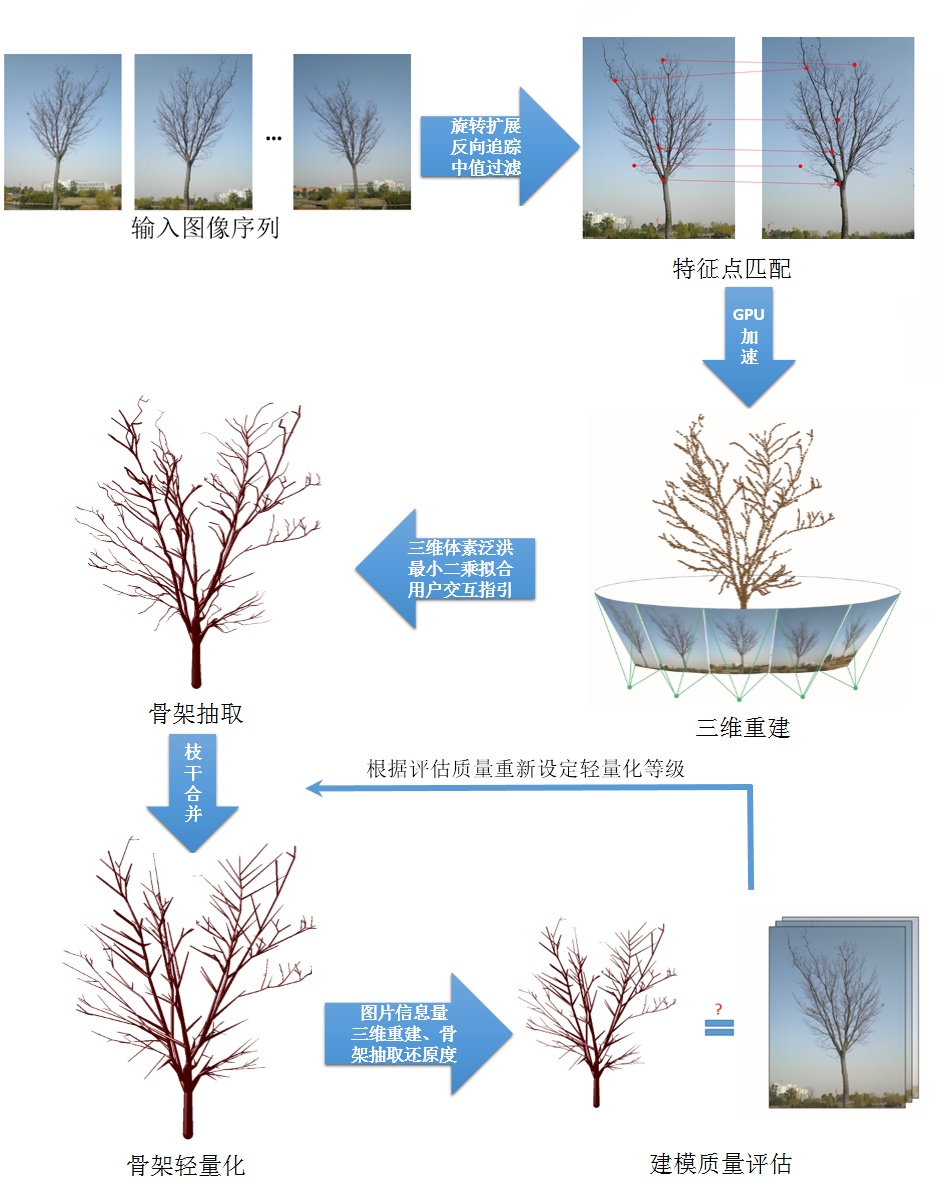 旋转扩展
反向追踪
中值过滤
...
输入图像序列
特征点匹配
GPU
加
速
三维体素泛洪
最小二乘拟合
用户交互指引
骨架抽取
三维重建
枝
干
合
并
根据评估质量重新设定轻量化等级
图片信息量
三维重建、骨
架抽取还原度
?
=
骨架轻量化
建模质量评估